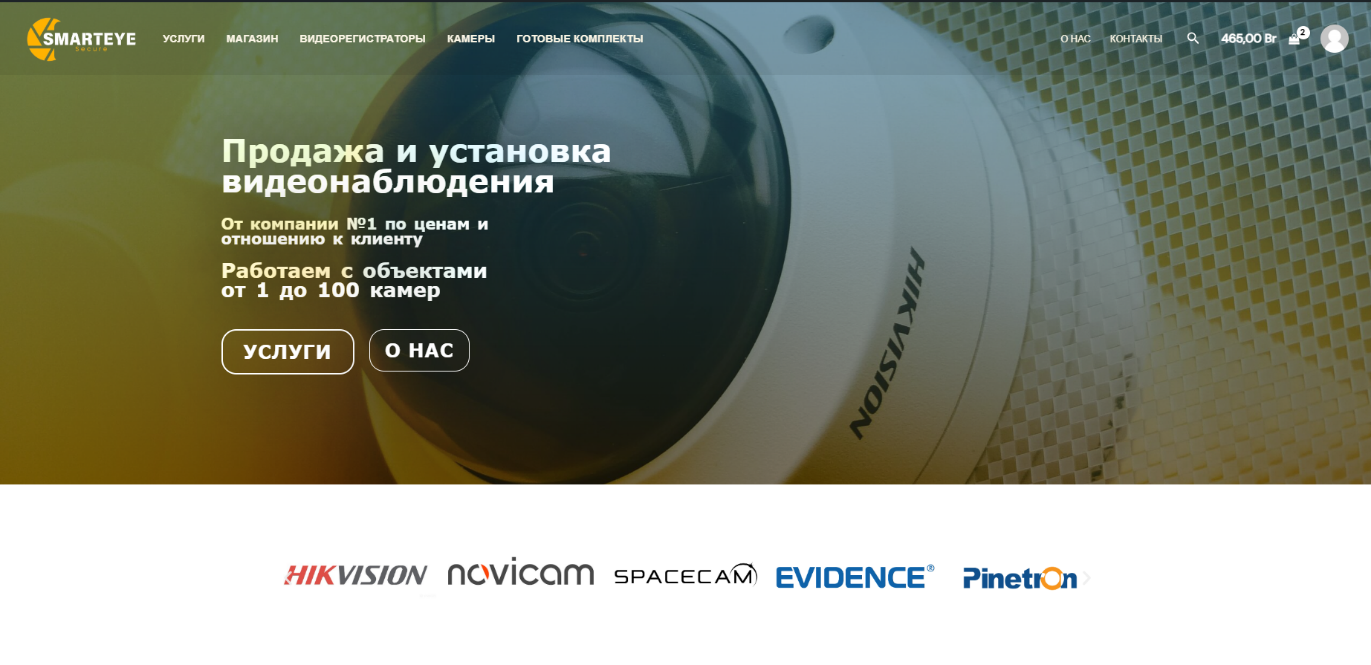 SMARTEYE
Secure
УСЛУГИ МАГАЗИН ВИДЕОРЕГИСТРАТОРЫ КАМЕРЫ ГОТОВЫЕ КОМПЛЕКТЫ О НАС КОНТАКТЫ 465,00 Br 2
Продажа и установка
видеонаблюдения
От компании №1 по ценам и
отношению к клиенту
Работаем с объектами
от 1 до 100 камер
УСЛУГИ О НАС
HIKVISION
HIKVISION novicam SPACECAM EVIDENCE® Pinetron